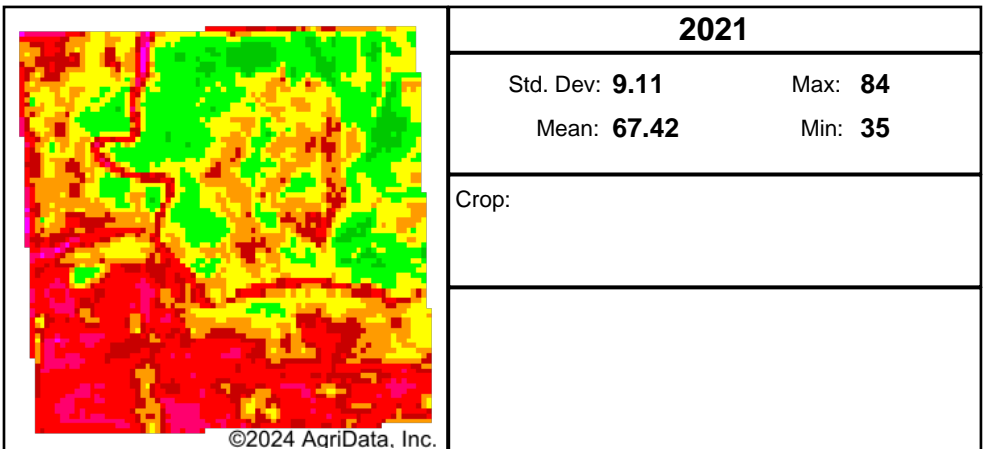 2021
Std. Dev: 9.11 Max: 84
Mean: 67.42 Min: 35
Crop:
©2024 AgriData, Inc.